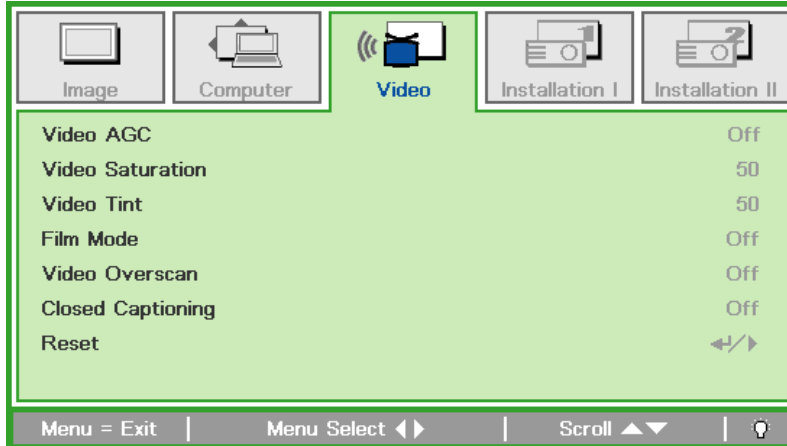 Image Computer Video Installation I Installation II
Video AGC Off
Video Saturation 50
Video Tint 50
Film Mode Off
Video Overscan Off
Closed Captioning Off
Reset ↵/▶
Menu = Exit | Menu Select ◀▶ | Scroll ▲▼ |